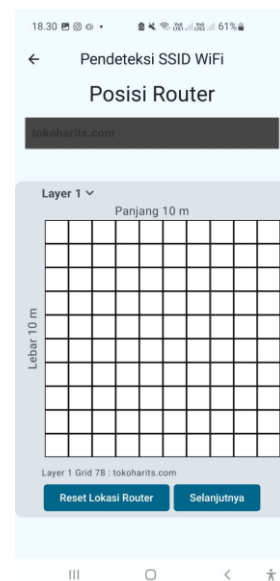 18.30 61%
Pendeteksi SSID WiFi
Posisi Router
tokoharits.com
Layer 1
Panjang 10 m
Lebar 10 m
Layer 1 Grid 78 : tokoharits.com
Reset Lokasi Router Selanjutnya